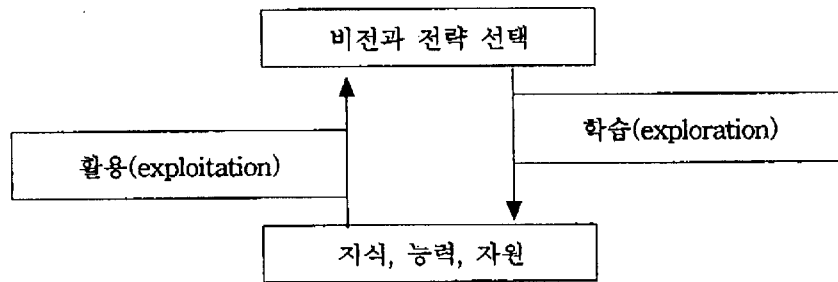 비전과 전략 선택
학습(exploration)
활용(exploitation)
지식, 능력, 자원